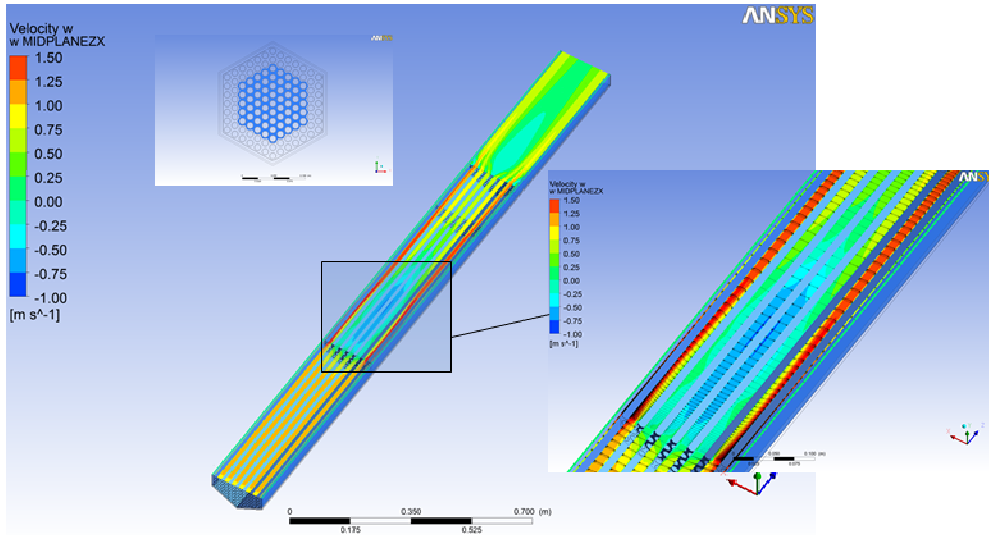 ANSYS
Velocity w
w MIDPLANEZX
1.50
1.25
1.00
0.75
0.50
0.25
0.00
-0.25
-0.50
-0.75
-1.00
[m s^-1]
ANSYS
Velocity w
w MIDPLANEZX
1.50
1.25
1.00
0.75
0.50
0.25
0.00
-0.25
-0.50
-0.75
-1.00
[m s^-1]
ANSY
0 0.350 0.700 (m)
0.175 0.525